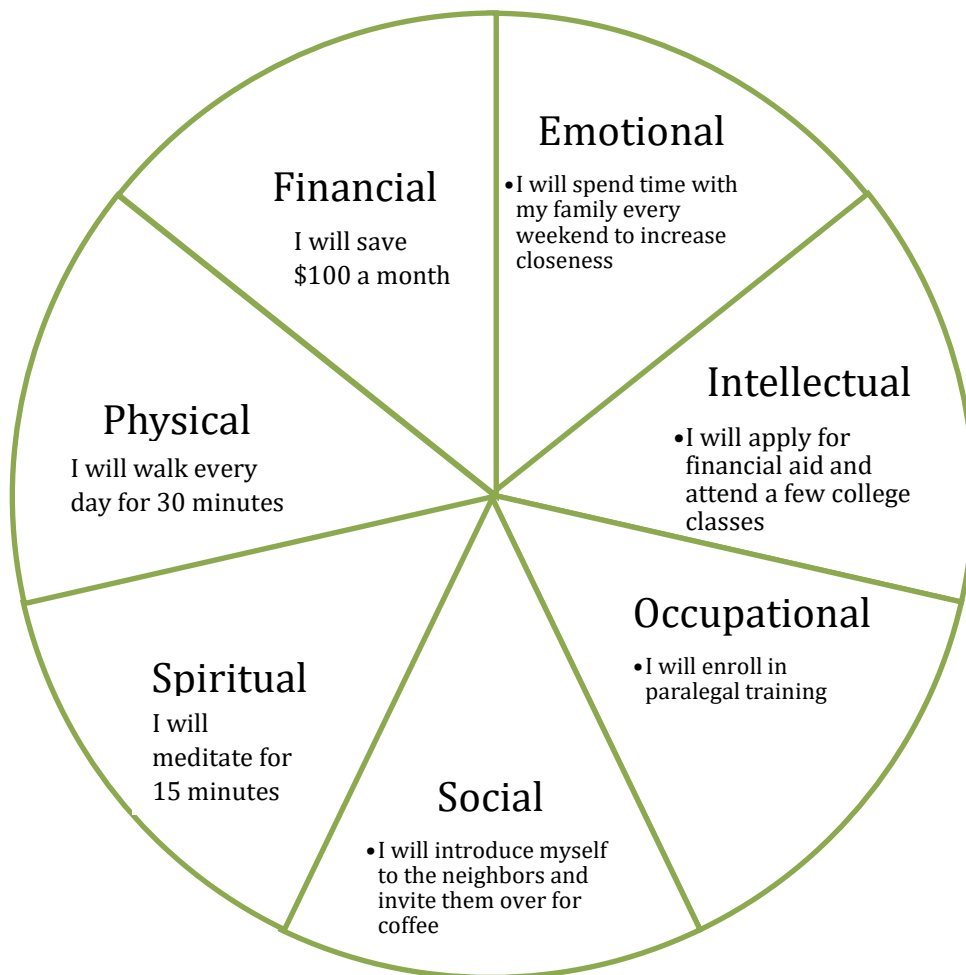 Emotional
•I will spend time with
my family every
weekend to increase
closeness
Intellectual
•I will apply for
financial aid and
attend a few college
classes
Occupational
•I will enroll in
paralegal training
Social
•I will introduce myself
to the neighbors and
invite them over for
coffee
Spiritual
I will
meditate for
15 minutes
Physical
I will walk every
day for 30 minutes
Financial
I will save
$100 a month